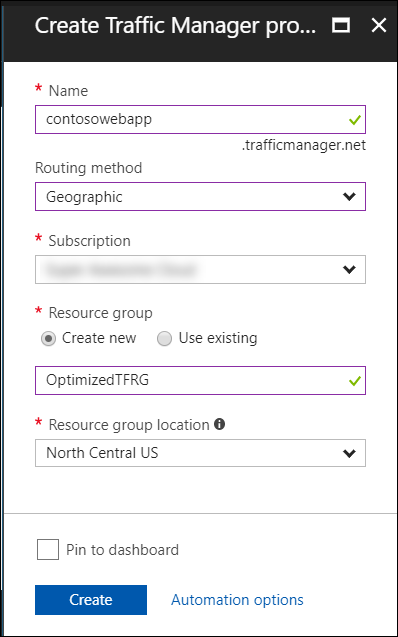 Create Traffic Manager pro...
* Name
contosowebapp
.trafficmanager.net
Routing method
Geographic
* Subscription
* Resource group
Create new Use existing
OptimizedTFRG
* Resource group location
North Central US
Pin to dashboard
Create Automation options